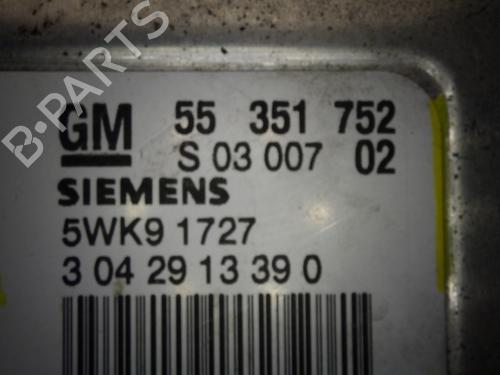 B-PARTS
GM 55 351 752
S 03 007 02
SIEMENS
5WK9 1727
3 04 29 13 39 0